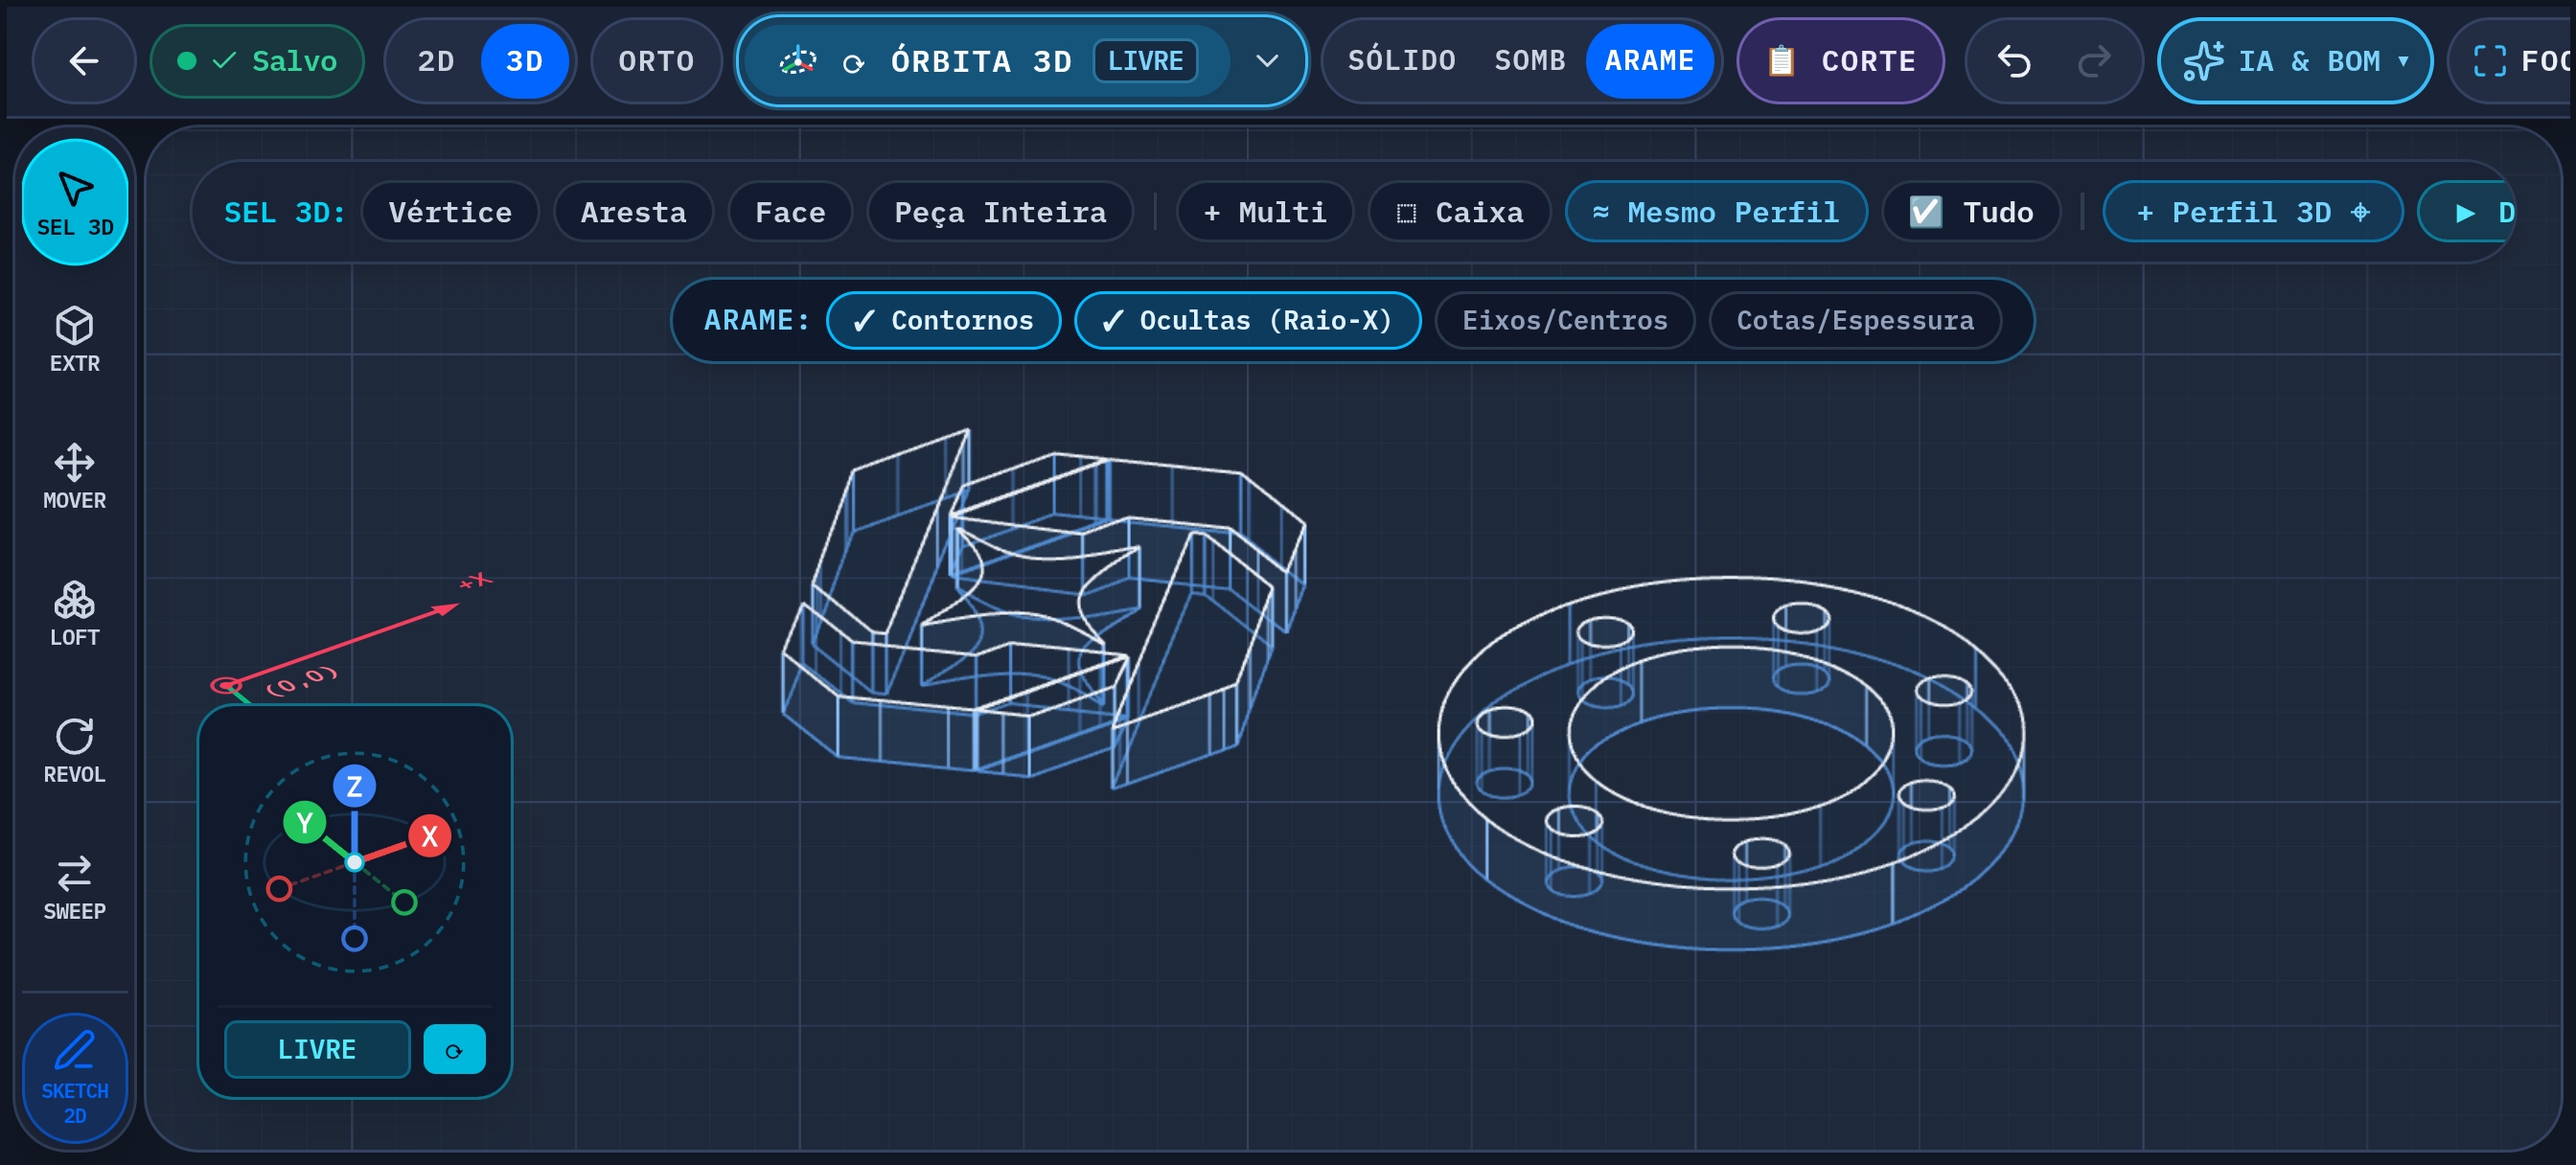 ✓ Salvo
2D 3D
ORTO
⟳ ÓRBITA 3D LIVRE
SÓLIDO SOMB ARAME
📋 CORTE
IA & BOM ▾
FOC
SEL 3D
EXTR
MOVER
LOFT
REVOL
SWEEP
SKETCH
2D
SEL 3D: Vértice Aresta Face Peça Inteira + Multi ⬚ Caixa ≈ Mesmo Perfil ☑ Tudo + Perfil 3D ⌖ ▶ D
ARAME: ✓ Contornos ✓ Ocultas (Raio-X) Eixos/Centros Cotas/Espessura
+X
(0,0)
Z
Y
X
LIVRE ⟳